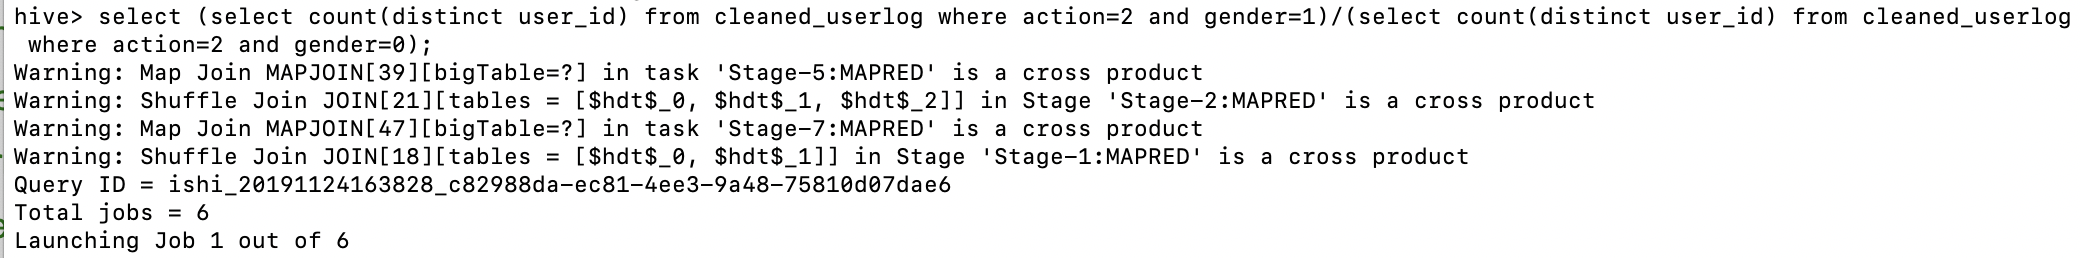 hive> select (select count(distinct user_id) from cleaned_userlog where action=2 and gender=1)/(select count(distinct user_id) from cleaned_userlog
where action=2 and gender=0);
Warning: Map Join MAPJOIN[39][bigTable=?] in task 'Stage-5:MAPRED' is a cross product
Warning: Shuffle Join JOIN[21][tables = [$hdt$_0, $hdt$_1, $hdt$_2]] in Stage 'Stage-2:MAPRED' is a cross product
Warning: Map Join MAPJOIN[47][bigTable=?] in task 'Stage-7:MAPRED' is a cross product
Warning: Shuffle Join JOIN[18][tables = [$hdt$_0, $hdt$_1]] in Stage 'Stage-1:MAPRED' is a cross product
Query ID = ishi_20191124163828_c82988da-ec81-4ee3-9a48-75810d07dae6
Total jobs = 6
Launching Job 1 out of 6